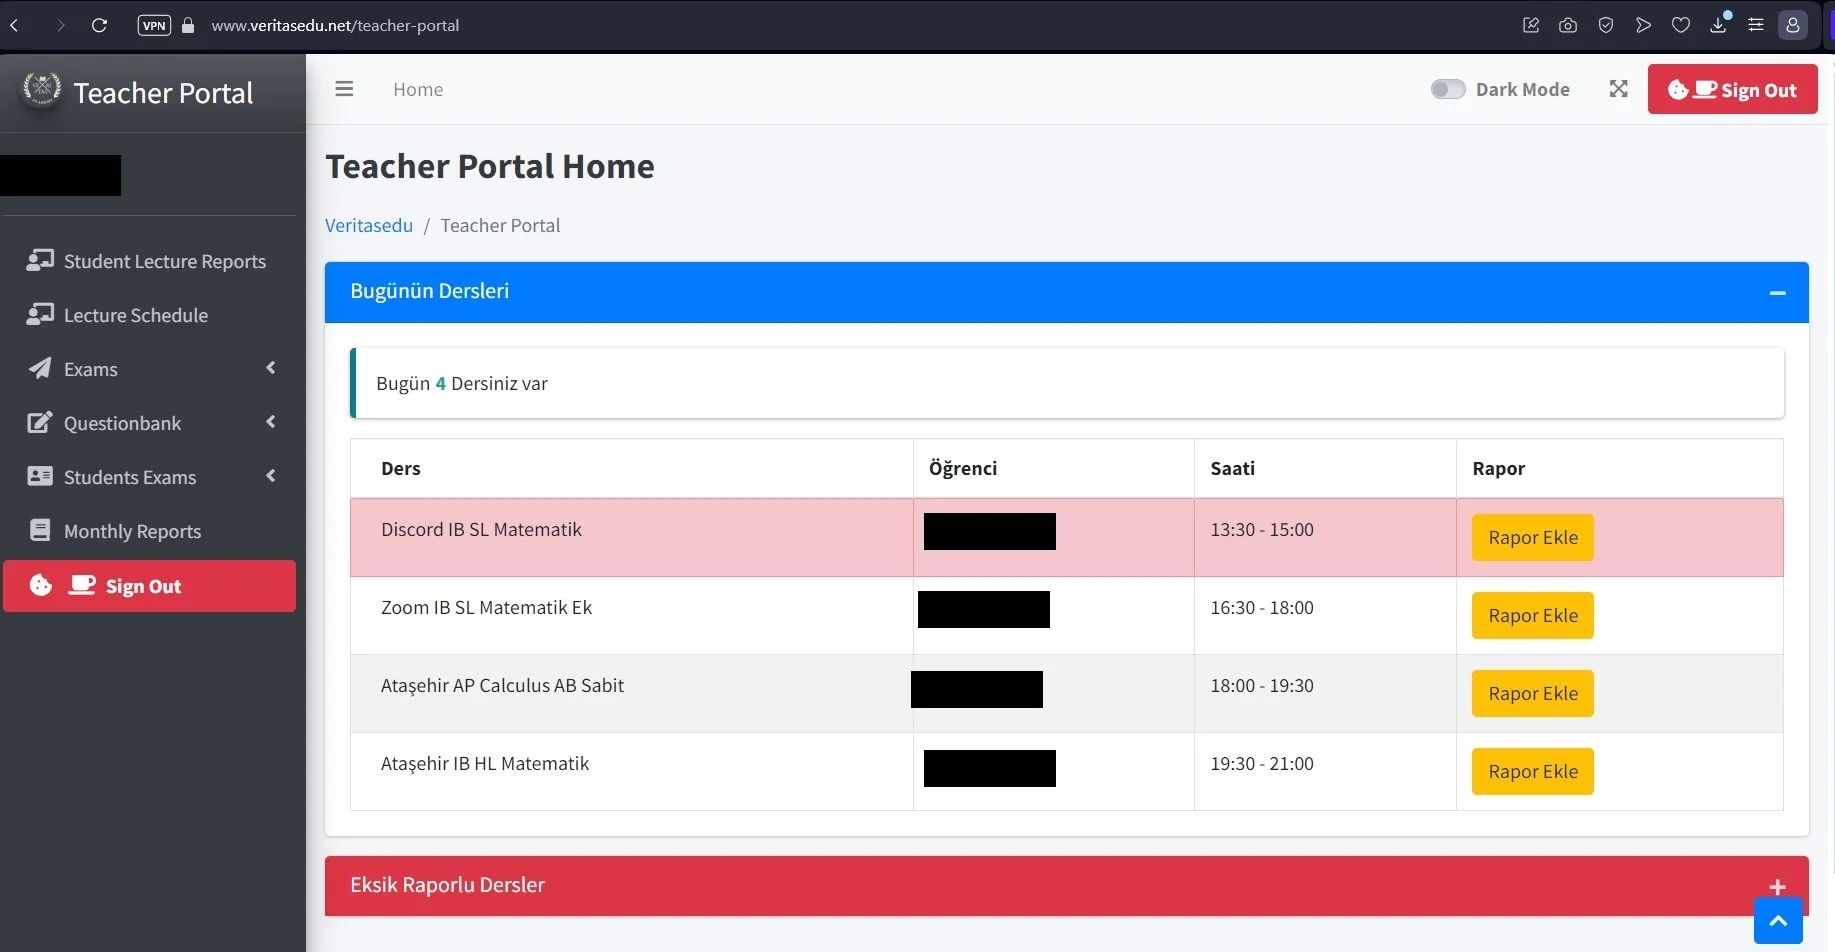 VPN www.veritasedu.net/teacher-portal
Teacher Portal
Home
Dark Mode
Sign Out
Teacher Portal Home
Veritasedu / Teacher Portal
Student Lecture Reports
Lecture Schedule
Exams
Questionbank
Students Exams
Monthly Reports
Sign Out
Bugünün Dersleri
Bugün 4 Dersiniz var
Ders Öğrenci Saati Rapor
Discord IB SL Matematik 13:30 - 15:00 Rapor Ekle
Zoom IB SL Matematik Ek 16:30 - 18:00 Rapor Ekle
Ataşehir AP Calculus AB Sabit 18:00 - 19:30 Rapor Ekle
Ataşehir IB HL Matematik 19:30 - 21:00 Rapor Ekle
Eksik Raporlu Dersler